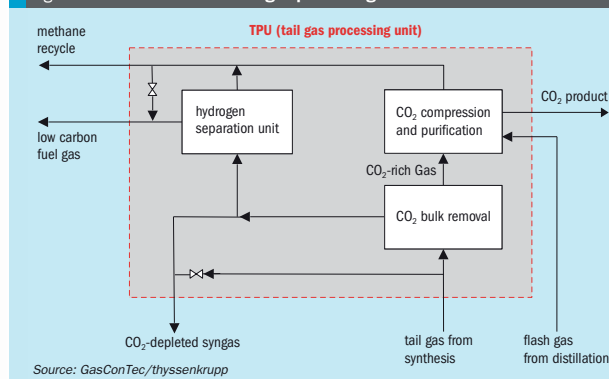 TPU (tail gas processing unit)
methane
recycle
low carbon
fuel gas
hydrogen
separation unit
CO₂ compression
and purification
CO₂ product
CO₂-rich Gas
CO₂ bulk removal
CO₂-depleted syngas
tail gas from
synthesis
flash gas
from distillation
Source: GasConTec/thyssenkrupp